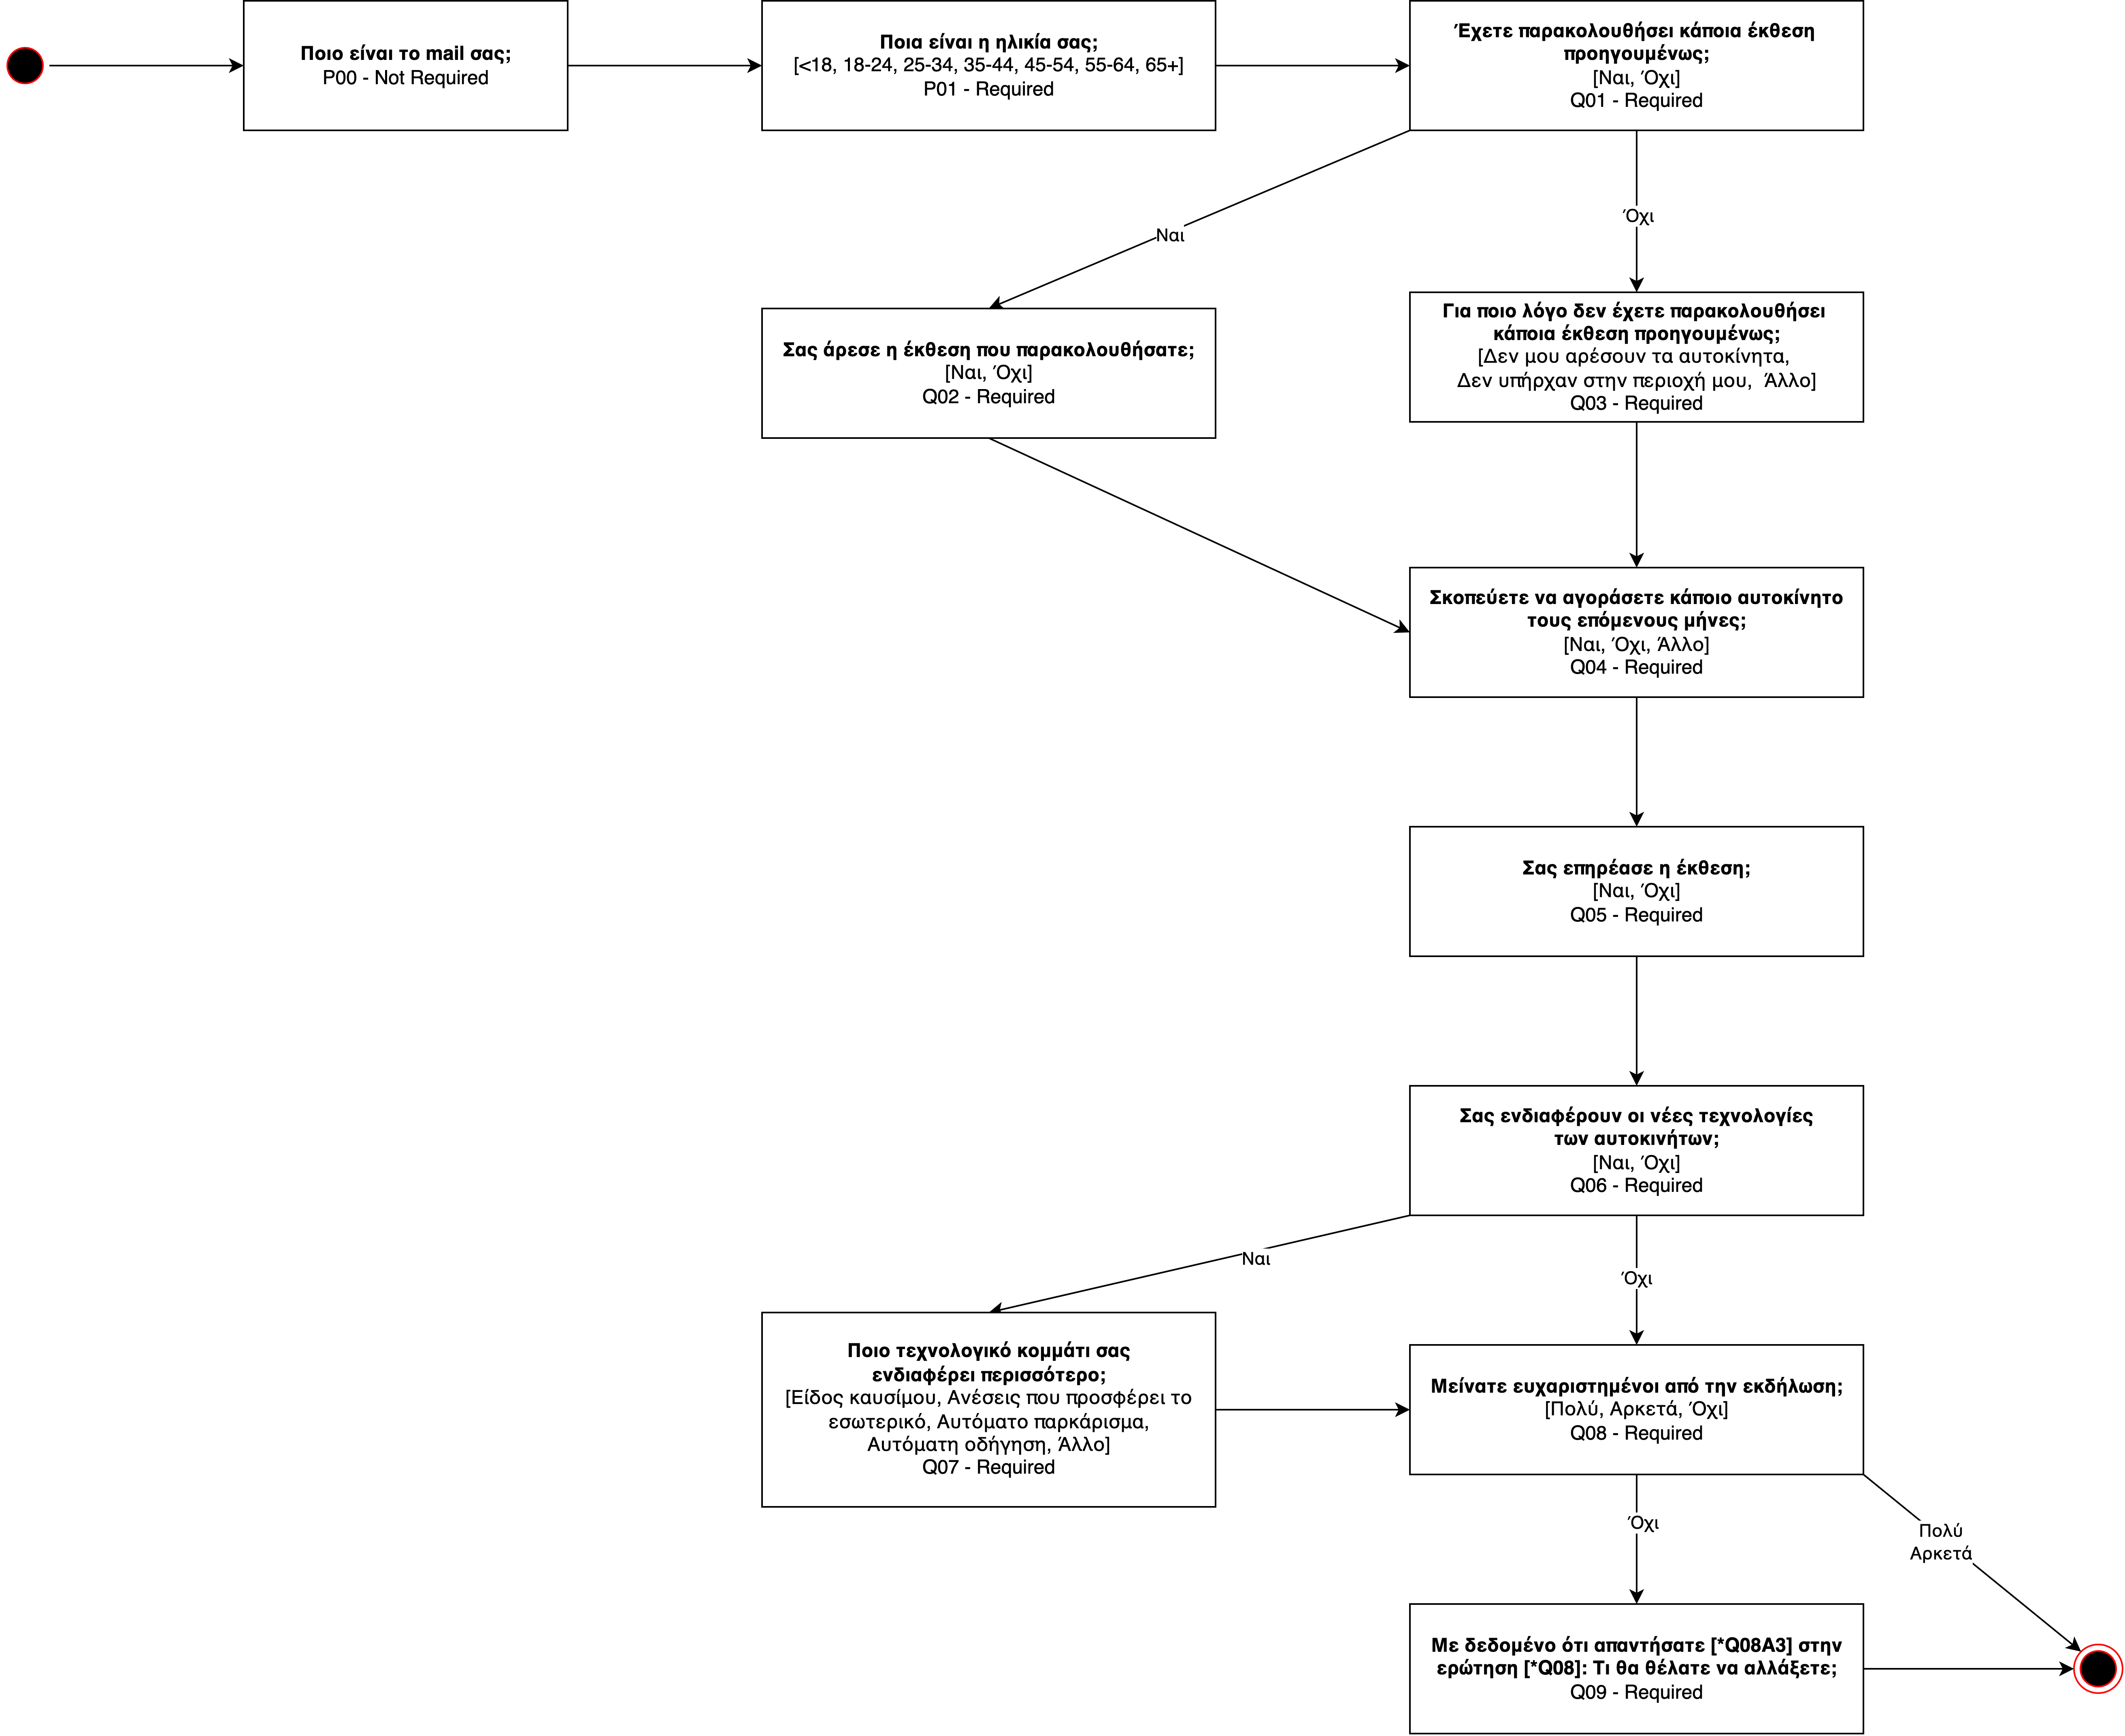 Ποιο είναι το mail σας;
P00 - Not Required
Ποια είναι η ηλικία σας;
[<18, 18-24, 25-34, 35-44, 45-54, 55-64, 65+]
P01 - Required
Έχετε παρακολουθήσει κάποια έκθεση
προηγουμένως;
[Ναι, Όχι]
Q01 - Required
Ναι
Όχι
Σας άρεσε η έκθεση που παρακολουθήσατε;
[Ναι, Όχι]
Q02 - Required
Για ποιο λόγο δεν έχετε παρακολουθήσει
κάποια έκθεση προηγουμένως;
[Δεν μου αρέσουν τα αυτοκίνητα,
Δεν υπήρχαν στην περιοχή μου, Άλλο]
Q03 - Required
Σκοπεύετε να αγοράσετε κάποιο αυτοκίνητο
τους επόμενους μήνες;
[Ναι, Όχι, Άλλο]
Q04 - Required
Σας επηρέασε η έκθεση;
[Ναι, Όχι]
Q05 - Required
Σας ενδιαφέρουν οι νέες τεχνολογίες
των αυτοκινήτων;
[Ναι, Όχι]
Q06 - Required
Ναι
Όχι
Ποιο τεχνολογικό κομμάτι σας
ενδιαφέρει περισσότερο;
[Είδος καυσίμου, Ανέσεις που προσφέρει το
εσωτερικό, Αυτόματο παρκάρισμα,
Αυτόματη οδήγηση, Άλλο]
Q07 - Required
Μείνατε ευχαριστημένοι από την εκδήλωση;
[Πολύ, Αρκετά, Όχι]
Q08 - Required
Όχι
Πολύ
Αρκετά
Με δεδομένο ότι απαντήσατε [*Q08A3] στην
ερώτηση [*Q08]: Τι θα θέλατε να αλλάξετε;
Q09 - Required